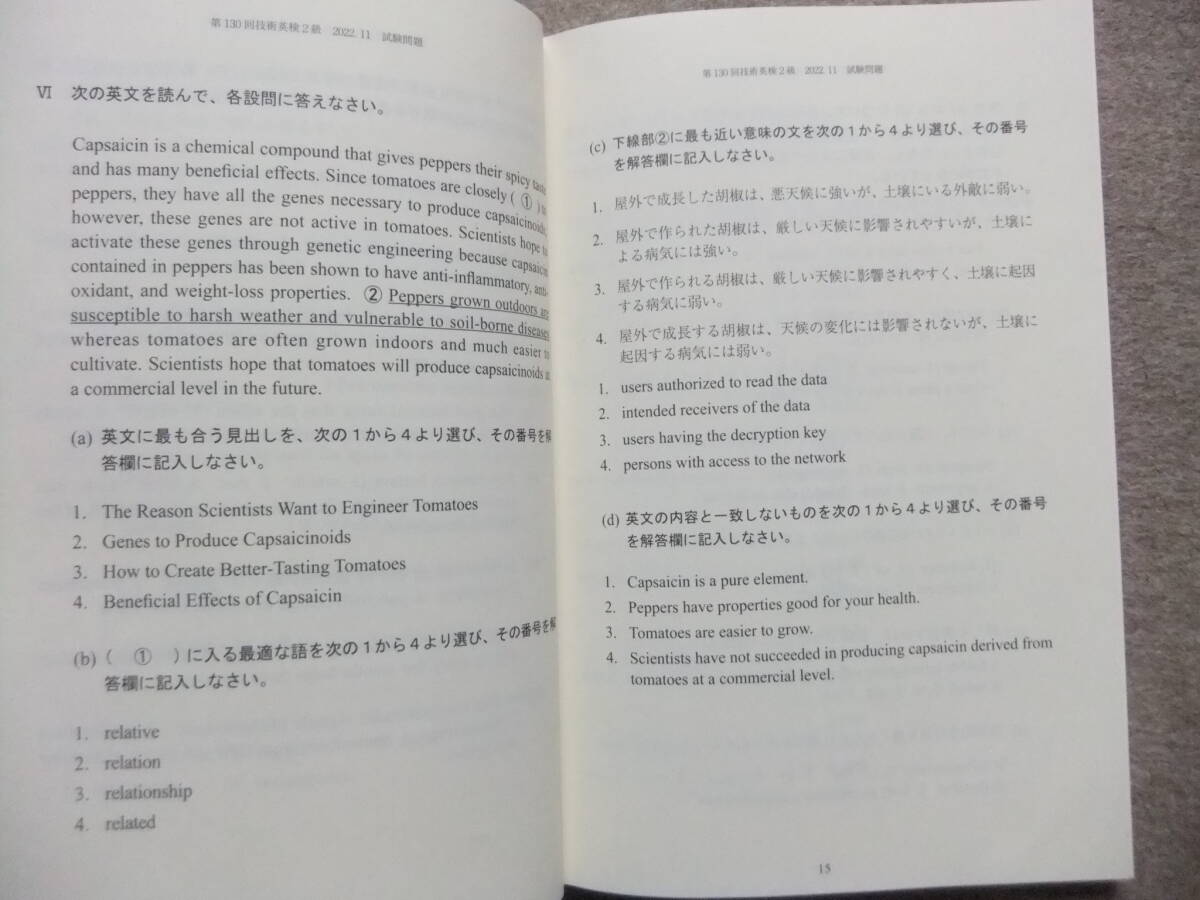 第130回技術英検2級 2022. 11 試験問題
Ⅵ 次の英文を読んで、各設問に答えなさい。
Capsaicin is a chemical compound that gives peppers their spicy taste
and has many beneficial effects. Since tomatoes are closely ( ① ) to
peppers, they have all the genes necessary to produce capsaicinoids;
however, these genes are not active in tomatoes. Scientists hope to
activate these genes through genetic engineering because capsaicin
contained in peppers has been shown to have anti-inflammatory, anti-
oxidant, and weight-loss properties. ② Peppers grown outdoors are
susceptible to harsh weather and vulnerable to soil-borne diseases
whereas tomatoes are often grown indoors and much easier to
cultivate. Scientists hope that tomatoes will produce capsaicinoids at
a commercial level in the future.
(a) 英文に最も合う見出しを、次の1から4より選び、その番号を解
答欄に記入しなさい。
1. The Reason Scientists Want to Engineer Tomatoes
2. Genes to Produce Capsaicinoids
3. How to Create Better-Tasting Tomatoes
4. Beneficial Effects of Capsaicin
(b) ( ① )に入る最適な語を次の1から4より選び、その番号を解
答欄に記入しなさい。
1. relative
2. relation
3. relationship
4. related
第130回技術英検2級 2022. 11 試験問題
(c) 下線部②に最も近い意味の文を次の1から4より選び、その番号
を解答欄に記入しなさい。
1. 屋外で成長した胡椒は、悪天候に強いが、土壌にいる外敵に弱い。
2. 屋外で作られた胡椒は、厳しい天候に影響されやすいが、土壌に
よる病気には強い。
3. 屋外で作られる胡椒は、厳しい天候に影響されやすく、土壌に起因
する病気に弱い。
4. 屋外で成長する胡椒は、天候の変化には影響されないが、土壌に
起因する病気には弱い。
1. users authorized to read the data
2. intended receivers of the data
3. users having the decryption key
4. persons with access to the network
(d) 英文の内容と一致しないものを次の1から4より選び、その番号
を解答欄に記入しなさい。
1. Capsaicin is a pure element.
2. Peppers have properties good for your health.
3. Tomatoes are easier to grow.
4. Scientists have not succeeded in producing capsaicin derived from
tomatoes at a commercial level.
15